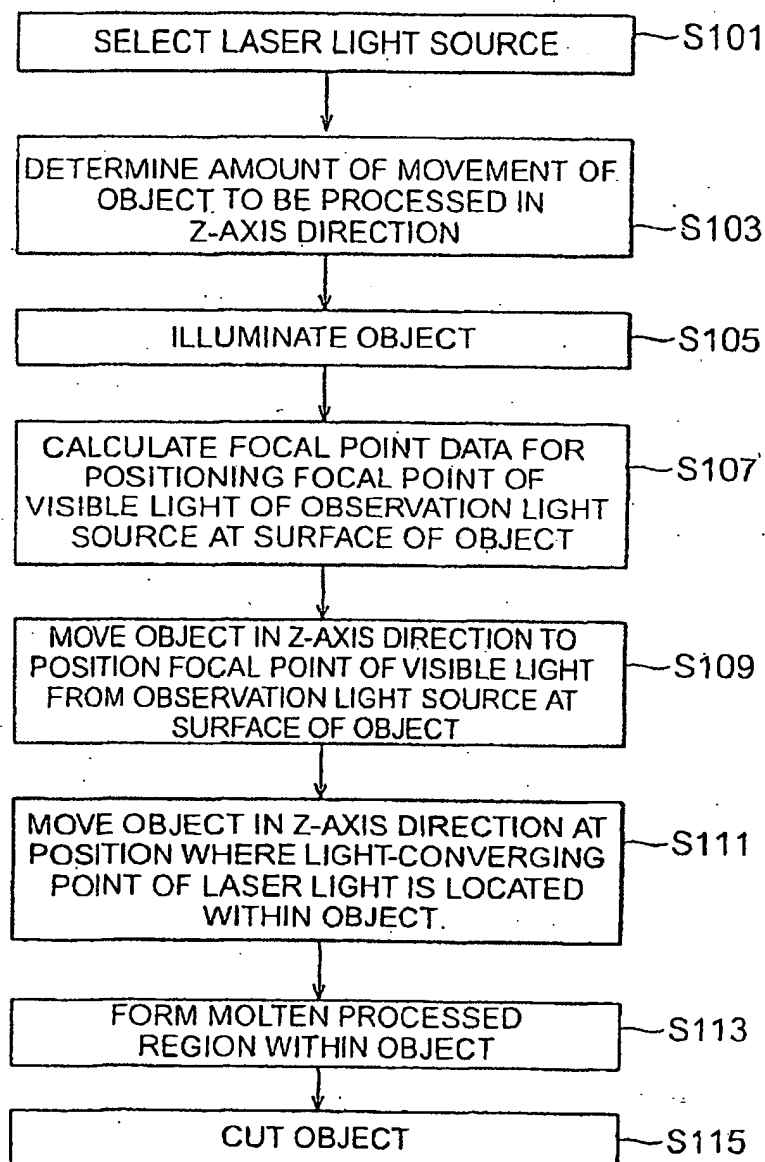 SELECT LASER LIGHT SOURCE
S101
DETERMINE AMOUNT OF MOVEMENT OF
OBJECT TO BE PROCESSED IN
Z-AXIS DIRECTION
S103
ILLUMINATE OBJECT
S105
CALCULATE FOCAL POINT DATA FOR
POSITIONING FOCAL POINT OF
VISIBLE LIGHT OF OBSERVATION LIGHT
SOURCE AT SURFACE OF OBJECT
S107
MOVE OBJECT IN Z-AXIS DIRECTION TO
POSITION FOCAL POINT OF VISIBLE LIGHT
FROM OBSERVATION LIGHT SOURCE AT
SURFACE OF OBJECT
S109
MOVE OBJECT IN Z-AXIS DIRECTION AT
POSITION WHERE LIGHT-CONVERGING
POINT OF LASER LIGHT IS LOCATED
WITHIN OBJECT.
S111
FORM MOLTEN PROCESSED
REGION WITHIN OBJECT
S113
CUT OBJECT
S115